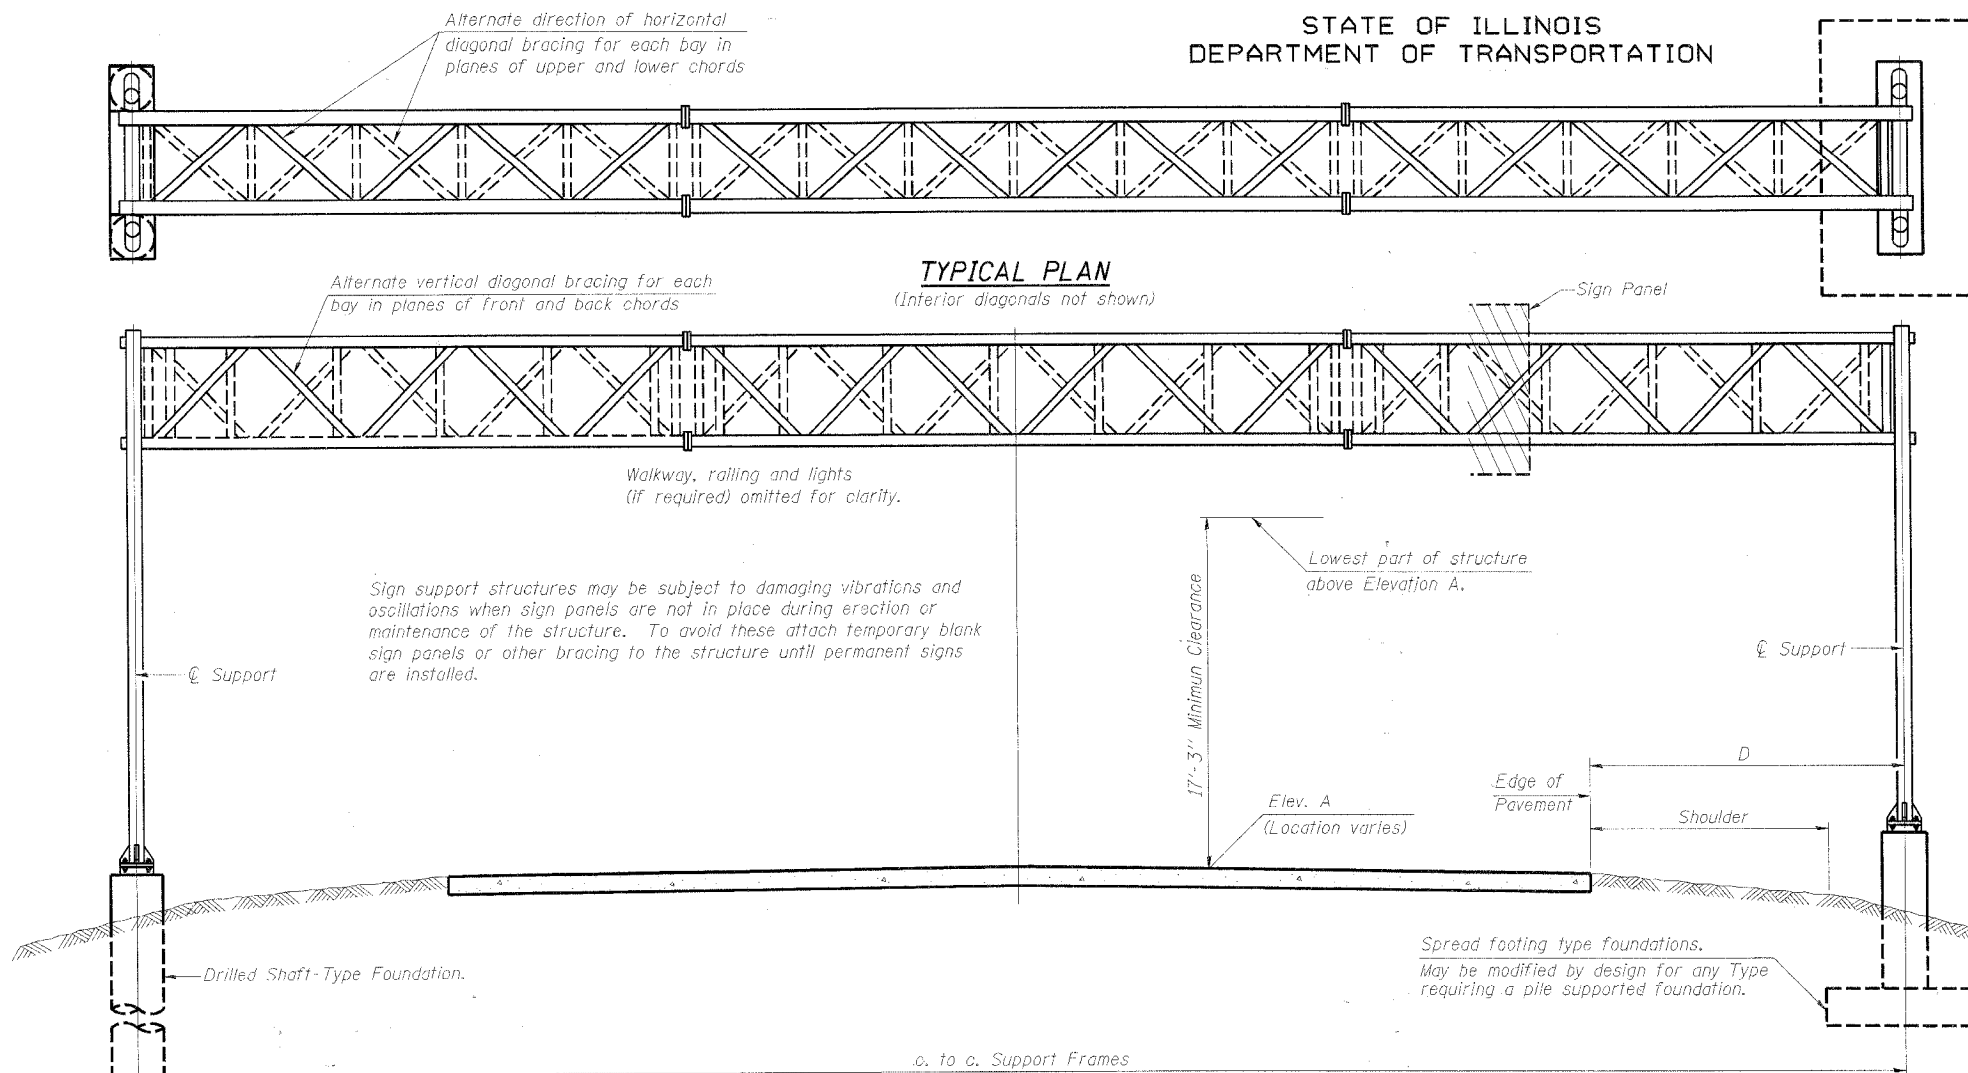 STATE OF ILLINOIS
DEPARTMENT OF TRANSPORTATION
Alternate direction of horizontal
diagonal bracing for each bay in
planes of upper and lower chords
TYPICAL PLAN
(Interior diagonals not shown)
Alternate vertical diagonal bracing for each
bay in planes of front and back chords
Sign Panel
Walkway, railing and lights
(if required) omitted for clarity.
Lowest part of structure
above Elevation A.
Sign support structures may be subject to damaging vibrations and
oscillations when sign panels are not in place during erection or
maintenance of the structure. To avoid these attach temporary blank
sign panels or other bracing to the structure until permanent signs
are installed.
℄ Support
℄ Support
17'-3" Minimun Clearance
D
Edge of
Pavement
Shoulder
Elev. A
(Location varies)
Drilled Shaft-Type Foundation.
Spread footing type foundations.
May be modified by design for any Type
requiring a pile supported foundation.
c. to c. Support Frames